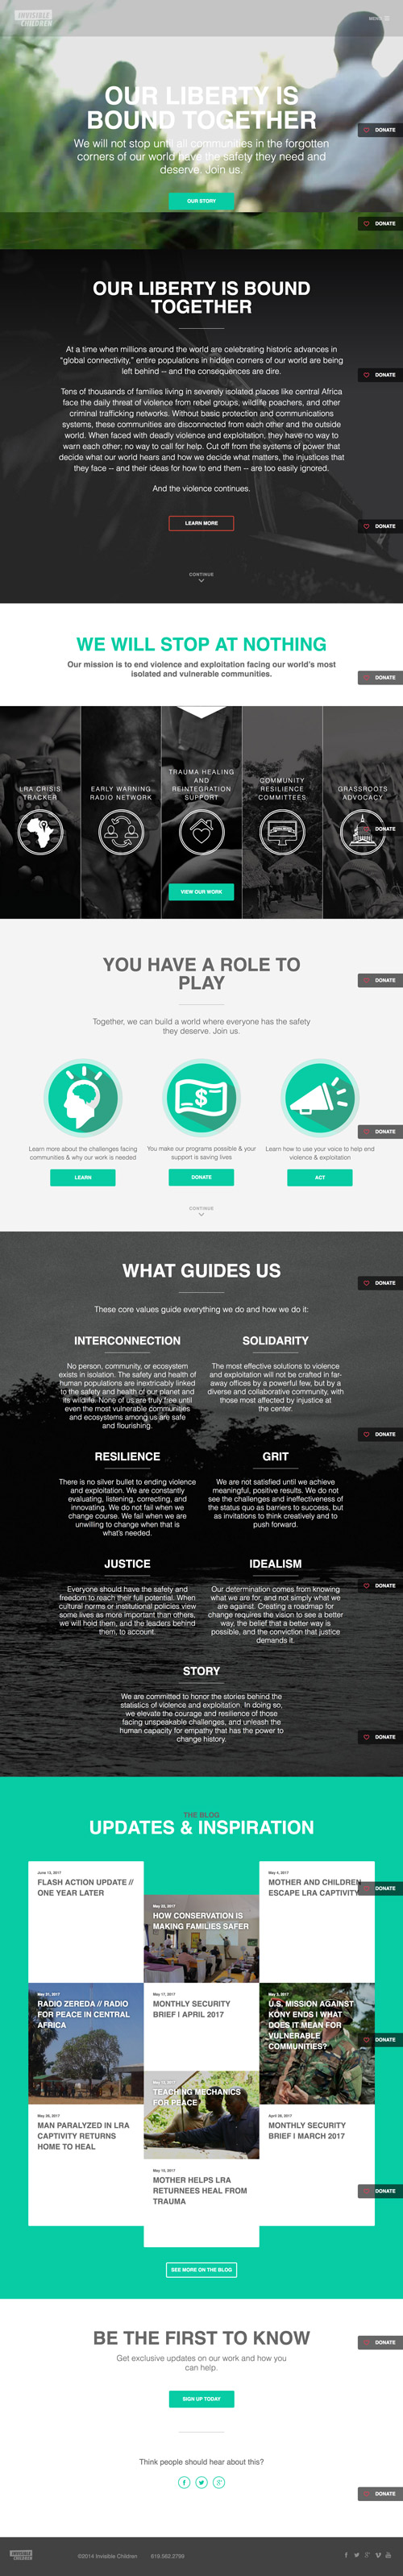 INVISIBLE
CHILDREN
MENU
OUR LIBERTY IS
BOUND TOGETHER
We will not stop until all communities in the forgotten
corners of our world have the safety they need and
deserve. Join us.
DONATE
OUR STORY
DONATE
OUR LIBERTY IS BOUND
TOGETHER
At a time when millions around the world are celebrating historic advances in
"global connectivity," entire populations in hidden corners of our world are being
left behind -- and the consequences are dire.
DONATE
Tens of thousands of families living in severely isolated places like central Africa
face the daily threat of violence from rebel groups, wildlife poachers, and other
criminal trafficking networks. Without basic protection and communications
systems, these communities are disconnected from each other and the outside
world. When faced with deadly violence and exploitation, they have no way to
warn each other; no way to call for help. Cut off from the systems of power that
decide what our world hears and how we decide what matters, the injustices that
they face -- and their ideas for how to end them -- are too easily ignored.
And the violence continues.
LEARN MORE
DONATE
CONTINUE
WE WILL STOP AT NOTHING
Our mission is to end violence and exploitation facing our world's most
isolated and vulnerable communities.
DONATE
LRA CRISIS
TRACKER
EARLY WARNING
RADIO NETWORK
TRAUMA HEALING
AND
REINTEGRATION
SUPPORT
COMMUNITY
RESILIENCE
COMMITTEES
GRASSROOTS
ADVOCACY
DONATE
VIEW OUR WORK
YOU HAVE A ROLE TO
PLAY
DONATE
Together, we can build a world where everyone has the safety
they deserve. Join us.
$
DONATE
Learn more about the challenges facing
communities & why our work is needed
LEARN
You make our programs possible & your
support is saving lives
DONATE
Learn how to use your voice to help end
violence & exploitation
ACT
CONTINUE
WHAT GUIDES US
DONATE
These core values guide everything we do and how we do it:
INTERCONNECTION
No person, community, or ecosystem
exists in isolation. The safety and health of
human populations are inextricably linked
to the safety and health of our planet and
its wildlife. None of us are truly free until
even the most vulnerable communities
and ecosystems among us are safe
and flourishing.
SOLIDARITY
The most effective solutions to violence
and exploitation will not be crafted in far-
away offices by a powerful few, but by a
diverse and collaborative community, with
those most affected by injustice at
the center.
DONATE
RESILIENCE
There is no silver bullet to ending violence
and exploitation. We are constantly
evaluating, listening, correcting, and
innovating. We do not fail when we
change course. We fail when we are
unwilling to change when that is
what's needed.
GRIT
We are not satisfied until we achieve
meaningful, positive results. We do not
see the challenges and ineffectiveness of
the status quo as barriers to success, but
as invitations to think creatively and to
push forward.
JUSTICE
Everyone should have the safety and
freedom to reach their full potential. When
cultural norms or institutional policies view
some lives as more important than others,
we will hold them, and the leaders behind
them, to account.
IDEALISM
Our determination comes from knowing
what we are for, and not simply what we
are against. Creating a roadmap for
change requires the vision to see a better
way, the belief that a better way is
possible, and the conviction that justice
demands it.
DONATE
STORY
We are committed to honor the stories behind the
statistics of violence and exploitation. In doing so,
we elevate the courage and resilience of those
facing unspeakable challenges, and unleash the
human capacity for empathy that has the power to
change history.
DONATE
THE BLOG
UPDATES & INSPIRATION
June 13, 2017
FLASH ACTION UPDATE //
ONE YEAR LATER
May 23, 2017
HOW CONSERVATION IS
MAKING FAMILIES SAFER
May 4, 2017
MOTHER AND CHILDREN
ESCAPE LRA CAPTIVITY
DONATE
May 31, 2017
RADIO ZEREDA // RADIO
FOR PEACE IN CENTRAL
AFRICA
May 17, 2017
MONTHLY SECURITY
BRIEF | APRIL 2017
May 3, 2017
U.S. MISSION AGAINST
KONY ENDS | WHAT
DOES IT MEAN FOR
VULNERABLE
COMMUNITIES?
DONATE
TEACHING MECHANICS
FOR PEACE
MAN PARALYZED IN LRA
CAPTIVITY RETURNS
HOME TO HEAL
MONTHLY SECURITY
BRIEF | MARCH 2017
May 10, 2017
MOTHER HELPS LRA
RETURNEES HEAL FROM
TRAUMA
DONATE
SEE MORE ON THE BLOG
BE THE FIRST TO KNOW
DONATE
Get exclusive updates on our work and how you
can help.
SIGN UP TODAY
Think people should hear about this?
DONATE
INVISIBLE
CHILDREN
©2014 Invisible Children
619.562.2799